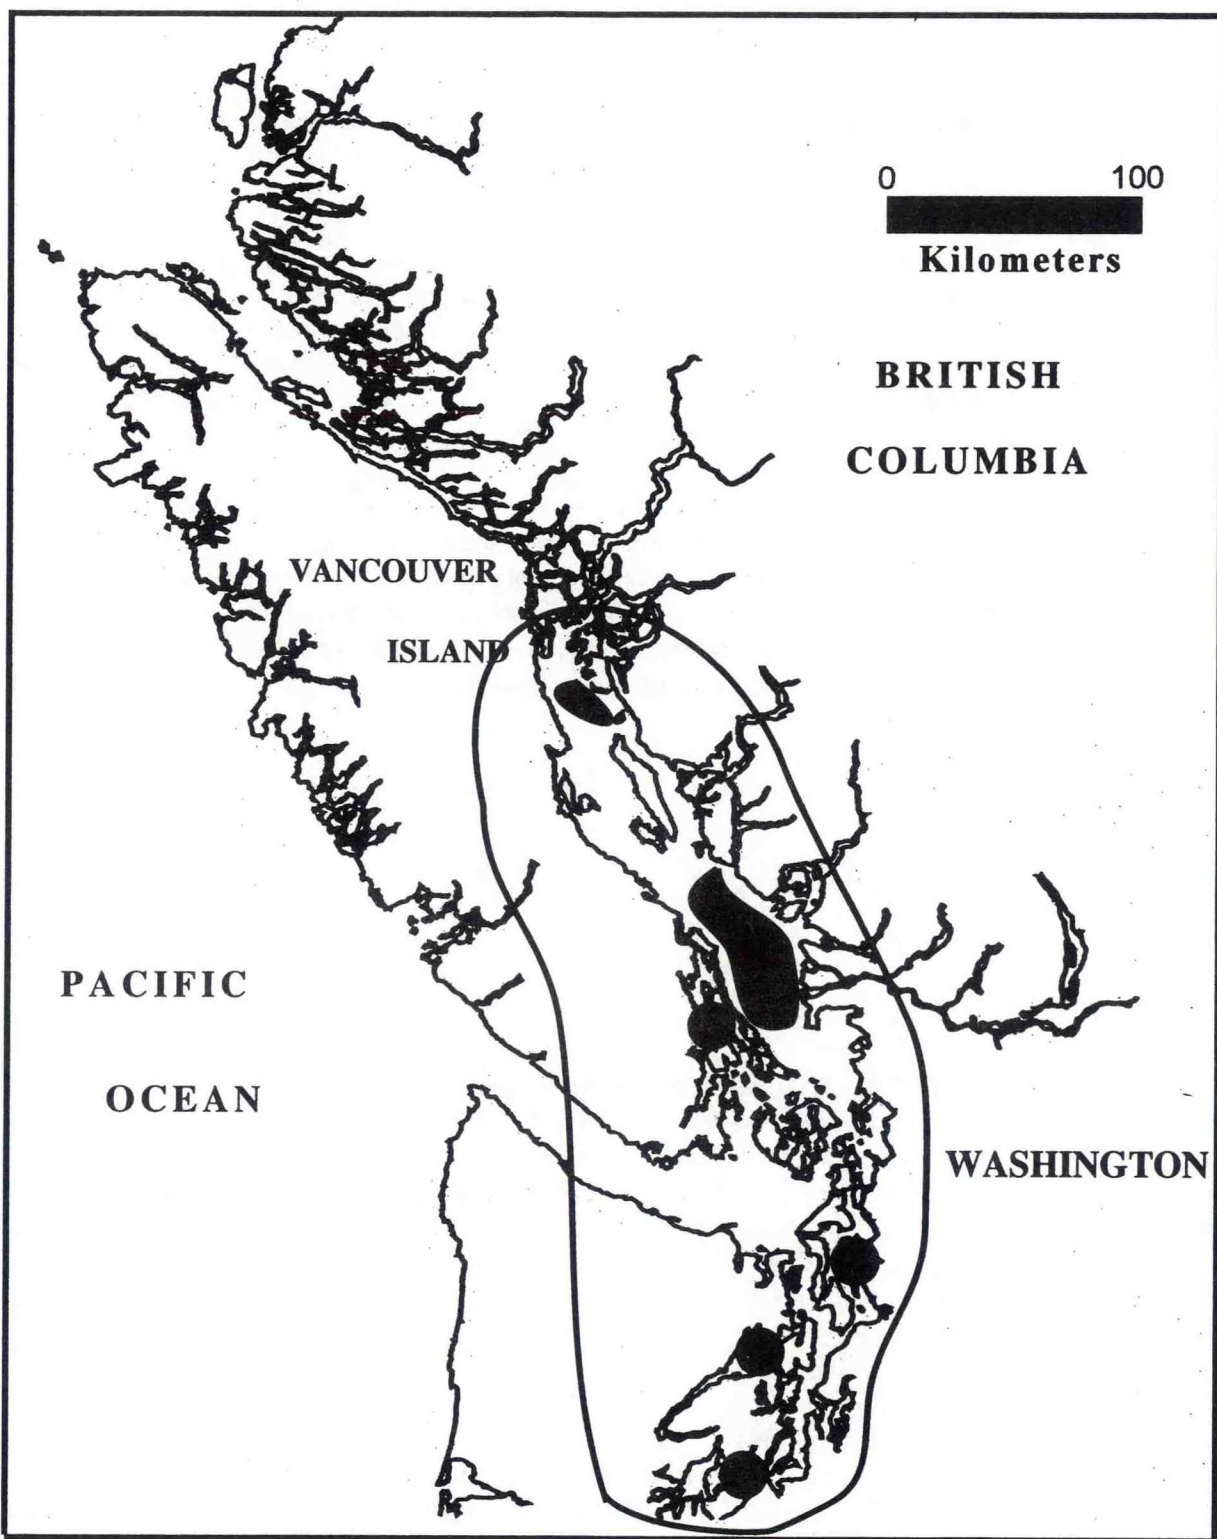 0 100
Kilometers
BRITISH
COLUMBIA
VANCOUVER
ISLAND
PACIFIC
OCEAN
WASHINGTON